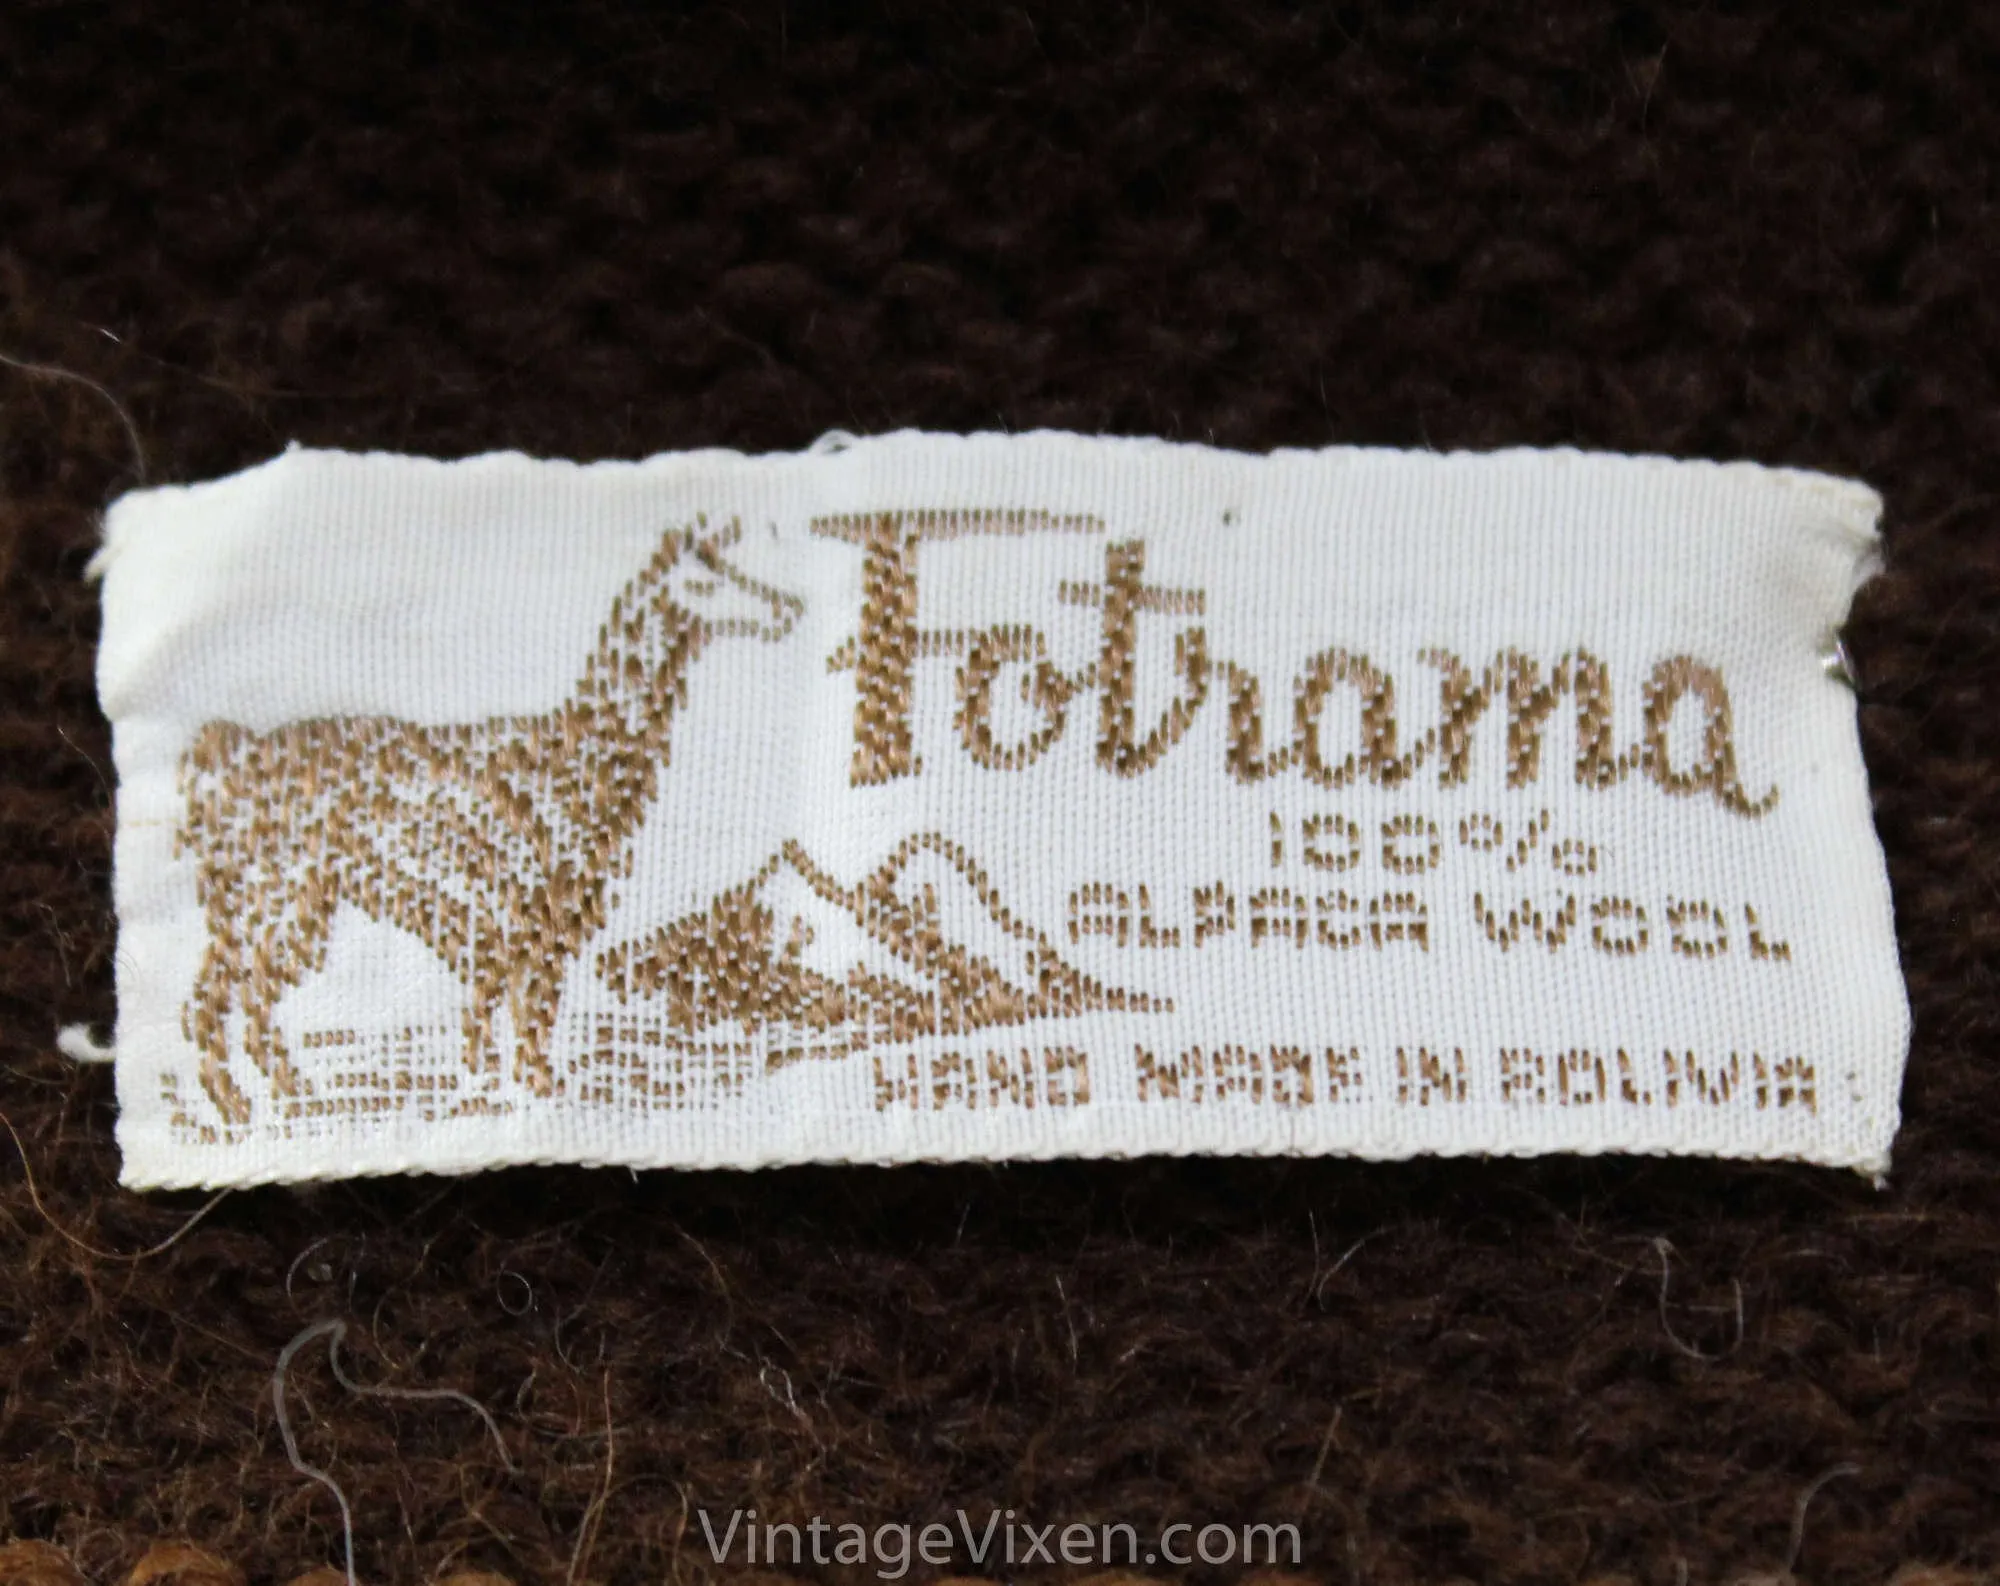 Fotrama
100%
ALPACA WOOL
HAND MADE IN BOLIVIA
VintageVixen.com